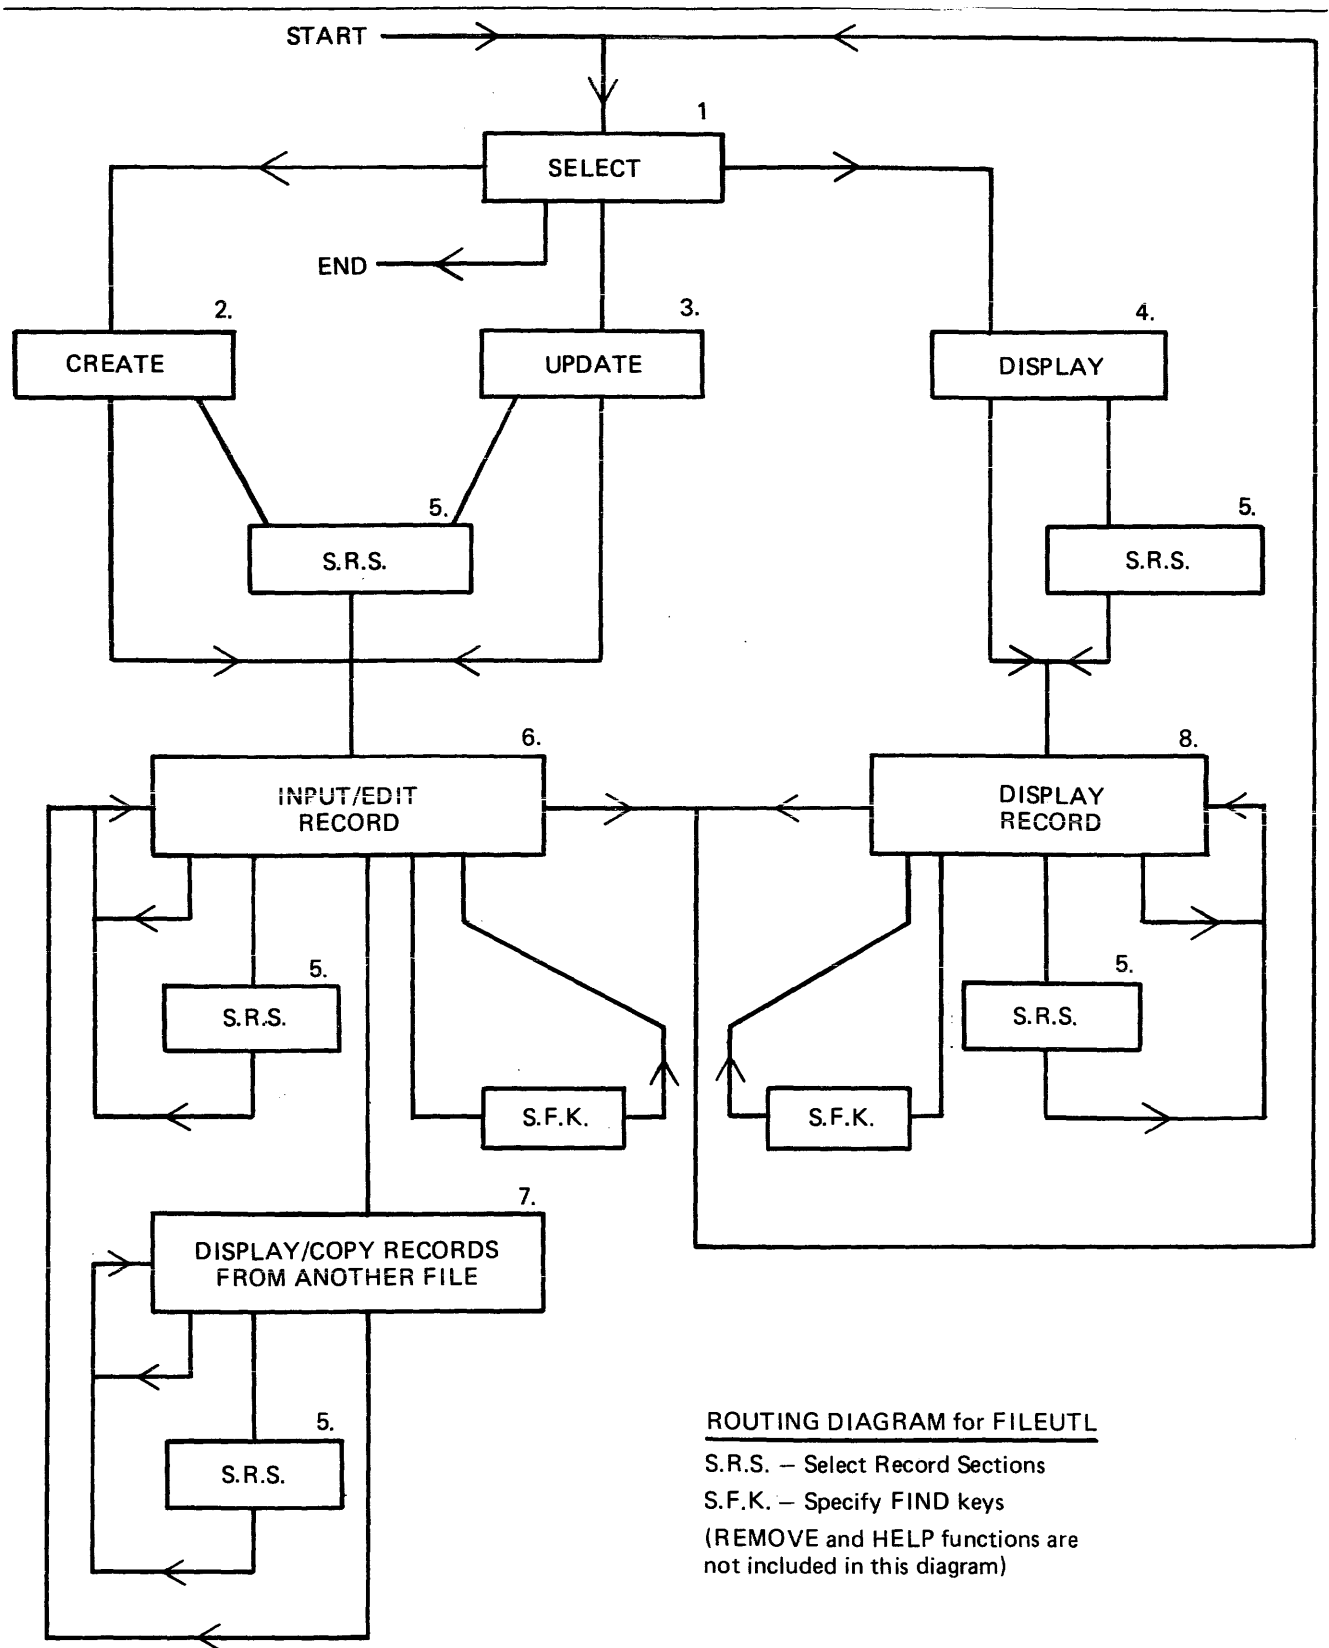 START
1
SELECT
END
2.
3.
4.
CREATE
UPDATE
DISPLAY
5.
5.
S.R.S.
S.R.S.
6.
8.
INPUT/EDIT
RECORD
DISPLAY
RECORD
5.
5.
S.R.S.
S.R.S.
S.F.K.
S.F.K.
7.
DISPLAY/COPY RECORDS
FROM ANOTHER FILE
5.
S.R.S.
ROUTING DIAGRAM for FILEUTL
S.R.S. – Select Record Sections
S.F.K. – Specify FIND keys
(REMOVE and HELP functions are
not included in this diagram)